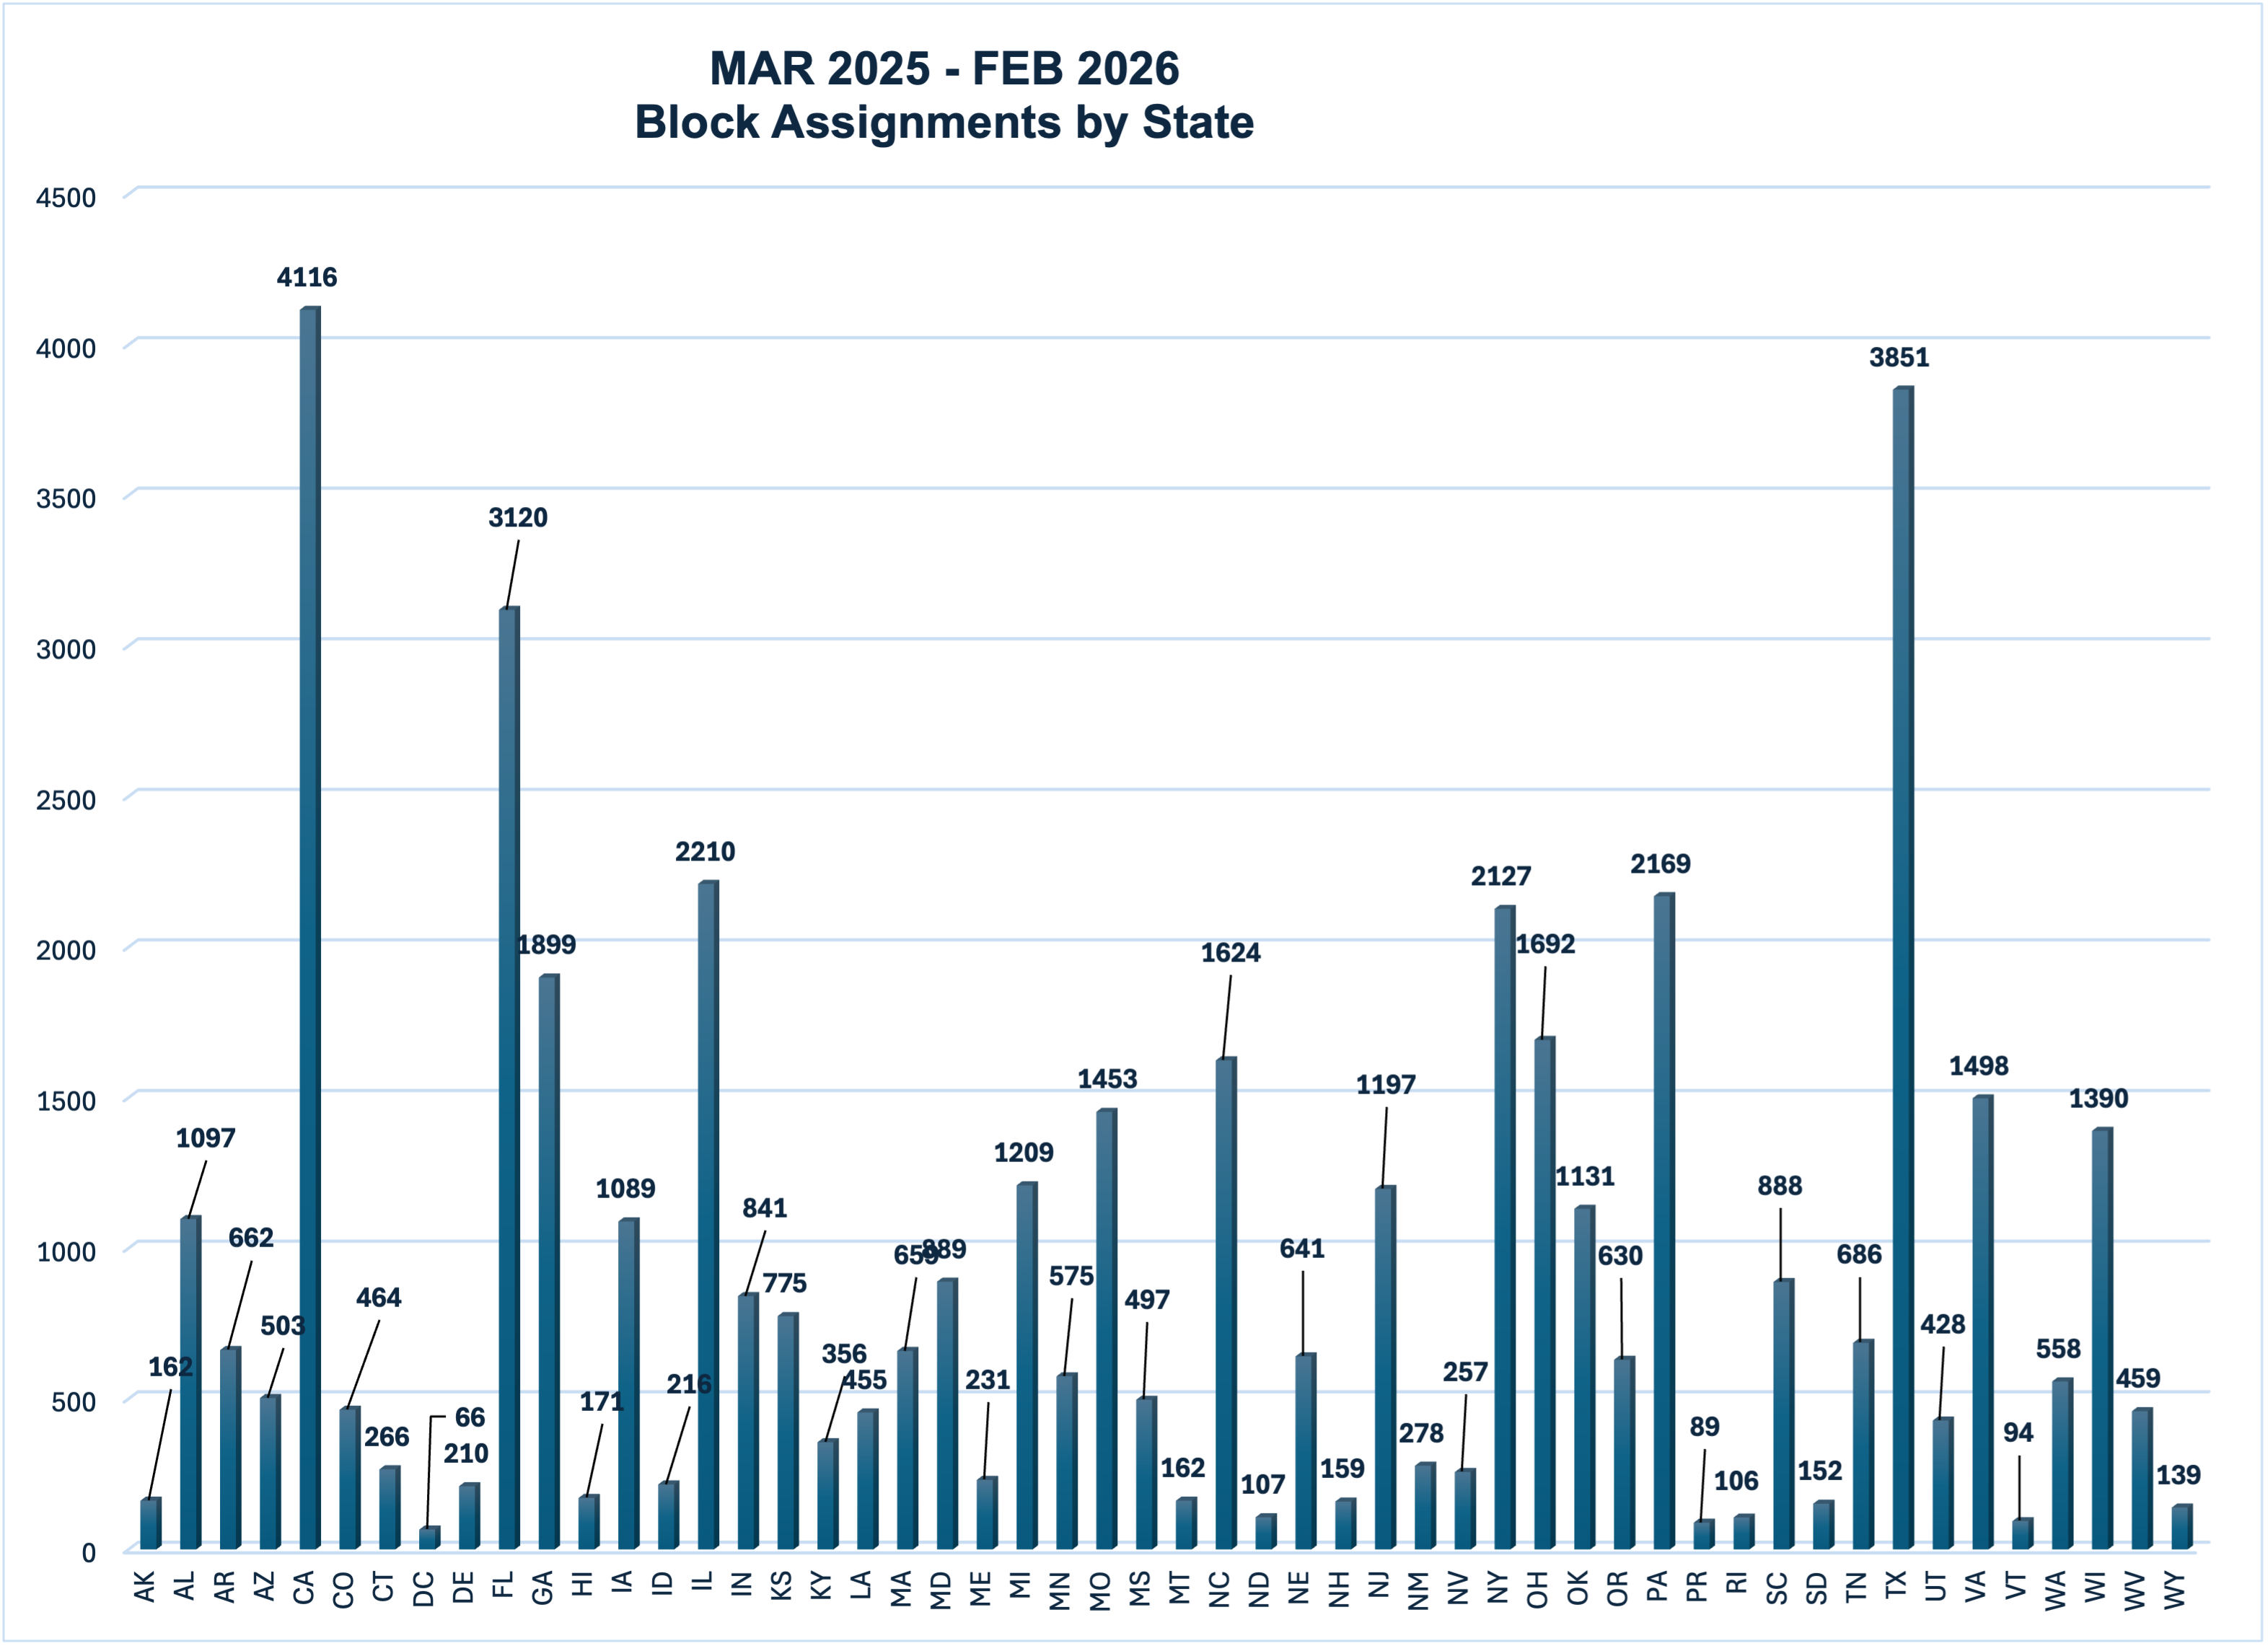 MAR 2025 - FEB 2026
Block Assignments by State
4500
4000
3500
3000
2500
2000
1500
1000
500
0
162
1097
662
503
4116
464
266
66
210
3120
1899
171
1089
216
2210
841
775
356
455
659
889
231
1209
575
1453
497
162
1624
107
641
159
1197
278
257
2127
1692
1131
630
2169
89
106
888
152
686
3851
428
1498
94
558
1390
459
139
AK
AL
AR
AZ
CA
CO
CT
DC
DE
FL
GA
HI
IA
ID
IL
IN
KS
KY
LA
MA
MD
ME
MI
MN
MO
MS
MT
NC
ND
NE
NH
NJ
NM
NV
NY
OH
OK
OR
PA
PR
RI
SC
SD
TN
TX
UT
VA
VT
WA
WI
WV
WY